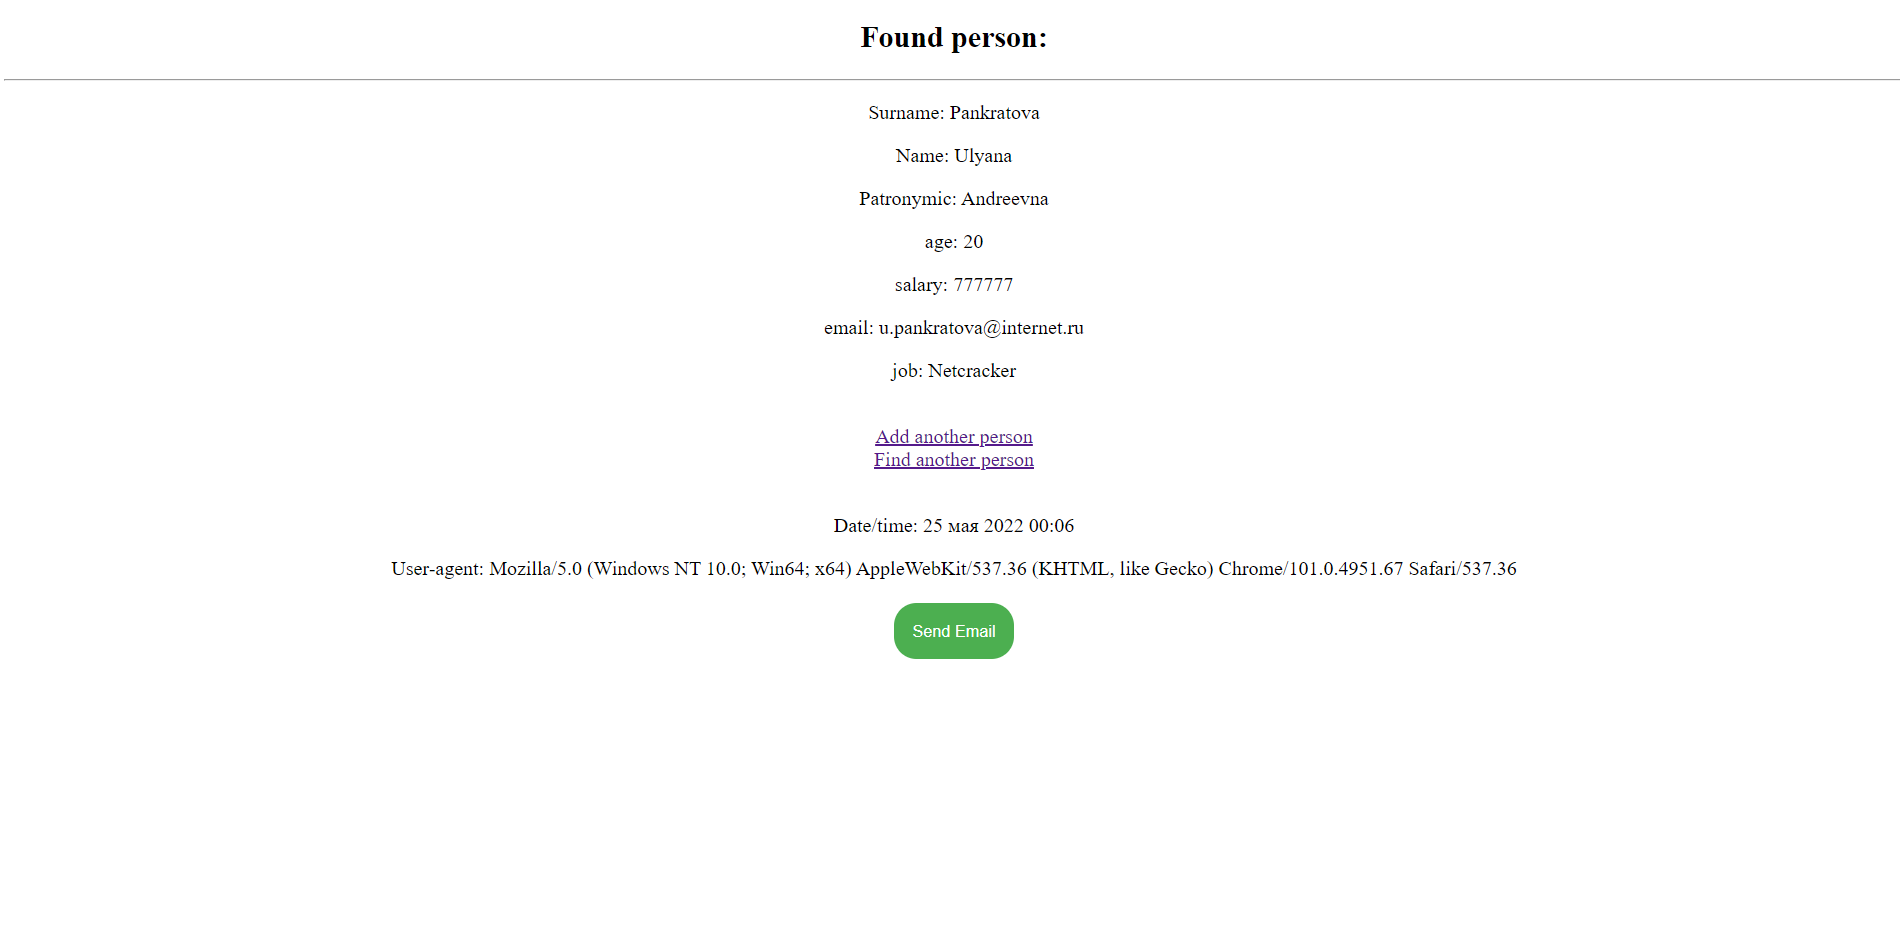 Found person:
Surname: Pankratova
Name: Ulyana
Patronymic: Andreevna
age: 20
salary: 777777
email: u.pankratova@internet.ru
job: Netcracker
Add another person
Find another person
Date/time: 25 мая 2022 00:06
User-agent: Mozilla/5.0 (Windows NT 10.0; Win64; x64) AppleWebKit/537.36 (KHTML, like Gecko) Chrome/101.0.4951.67 Safari/537.36
Send Email